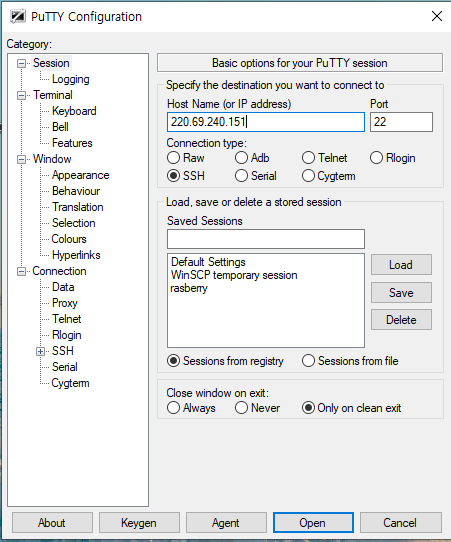 PuTTY Configuration
Category:
Session
Logging
Terminal
Keyboard
Bell
Features
Window
Appearance
Behaviour
Translation
Selection
Colours
Hyperlinks
Connection
Data
Proxy
Telnet
Rlogin
SSH
Serial
Cygterm
Basic options for your PuTTY session
Specify the destination you want to connect to
Host Name (or IP address) Port
220.69.240.151 22
Connection type:
Raw Adb Telnet Rlogin
SSH Serial Cygterm
Load, save or delete a stored session
Saved Sessions
Default Settings
WinSCP temporary session
rasberry
Load
Save
Delete
Sessions from registry Sessions from file
Close window on exit:
Always Never Only on clean exit
About Keygen Agent Open Cancel